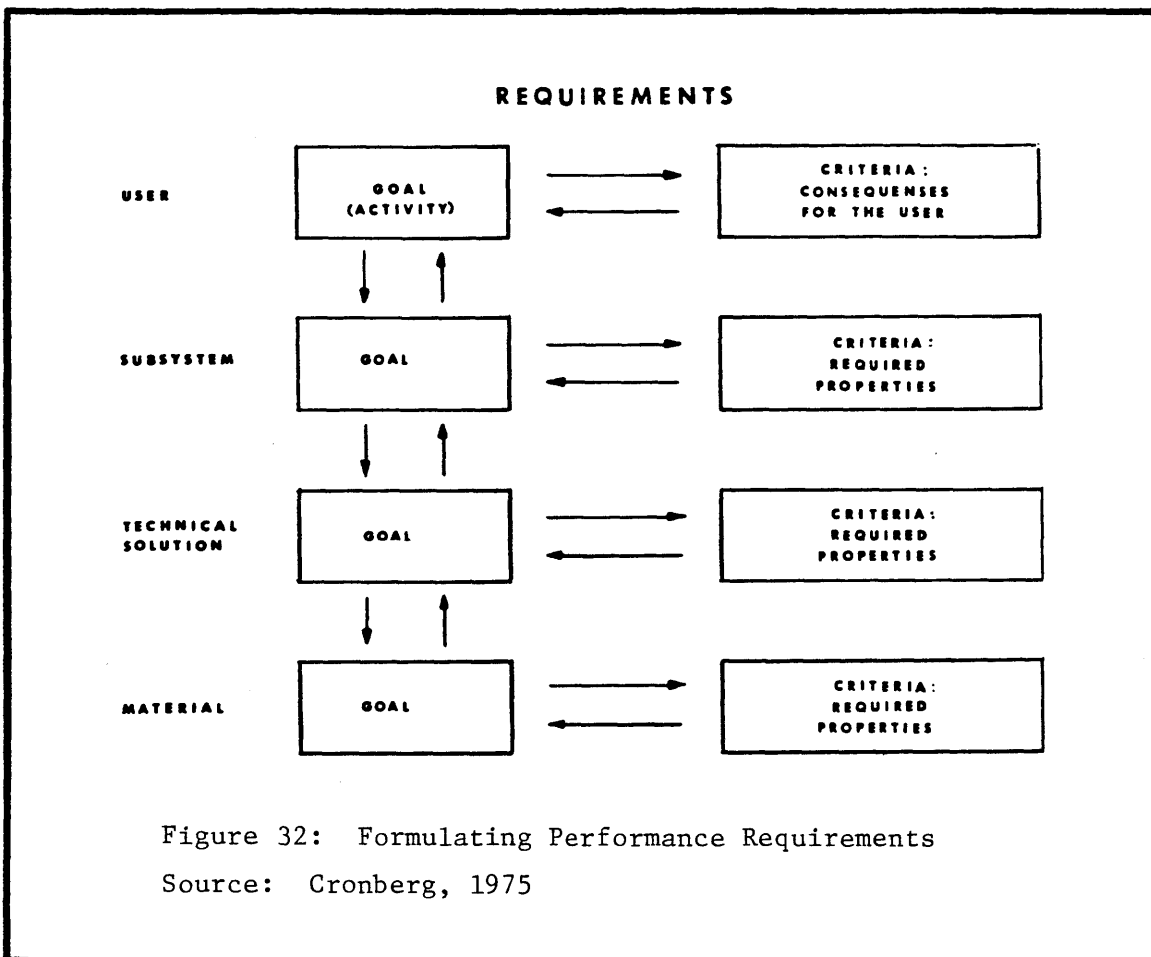 REQUIREMENTS
USER
GOAL
(ACTIVITY)
CRITERIA:
CONSEQUENSES
FOR THE USER
SUBSYSTEM
GOAL
CRITERIA:
REQUIRED
PROPERTIES
TECHNICAL
SOLUTION
GOAL
CRITERIA:
REQUIRED
PROPERTIES
MATERIAL
GOAL
CRITERIA:
REQUIRED
PROPERTIES
Figure 32: Formulating Performance Requirements
Source: Cronberg, 1975